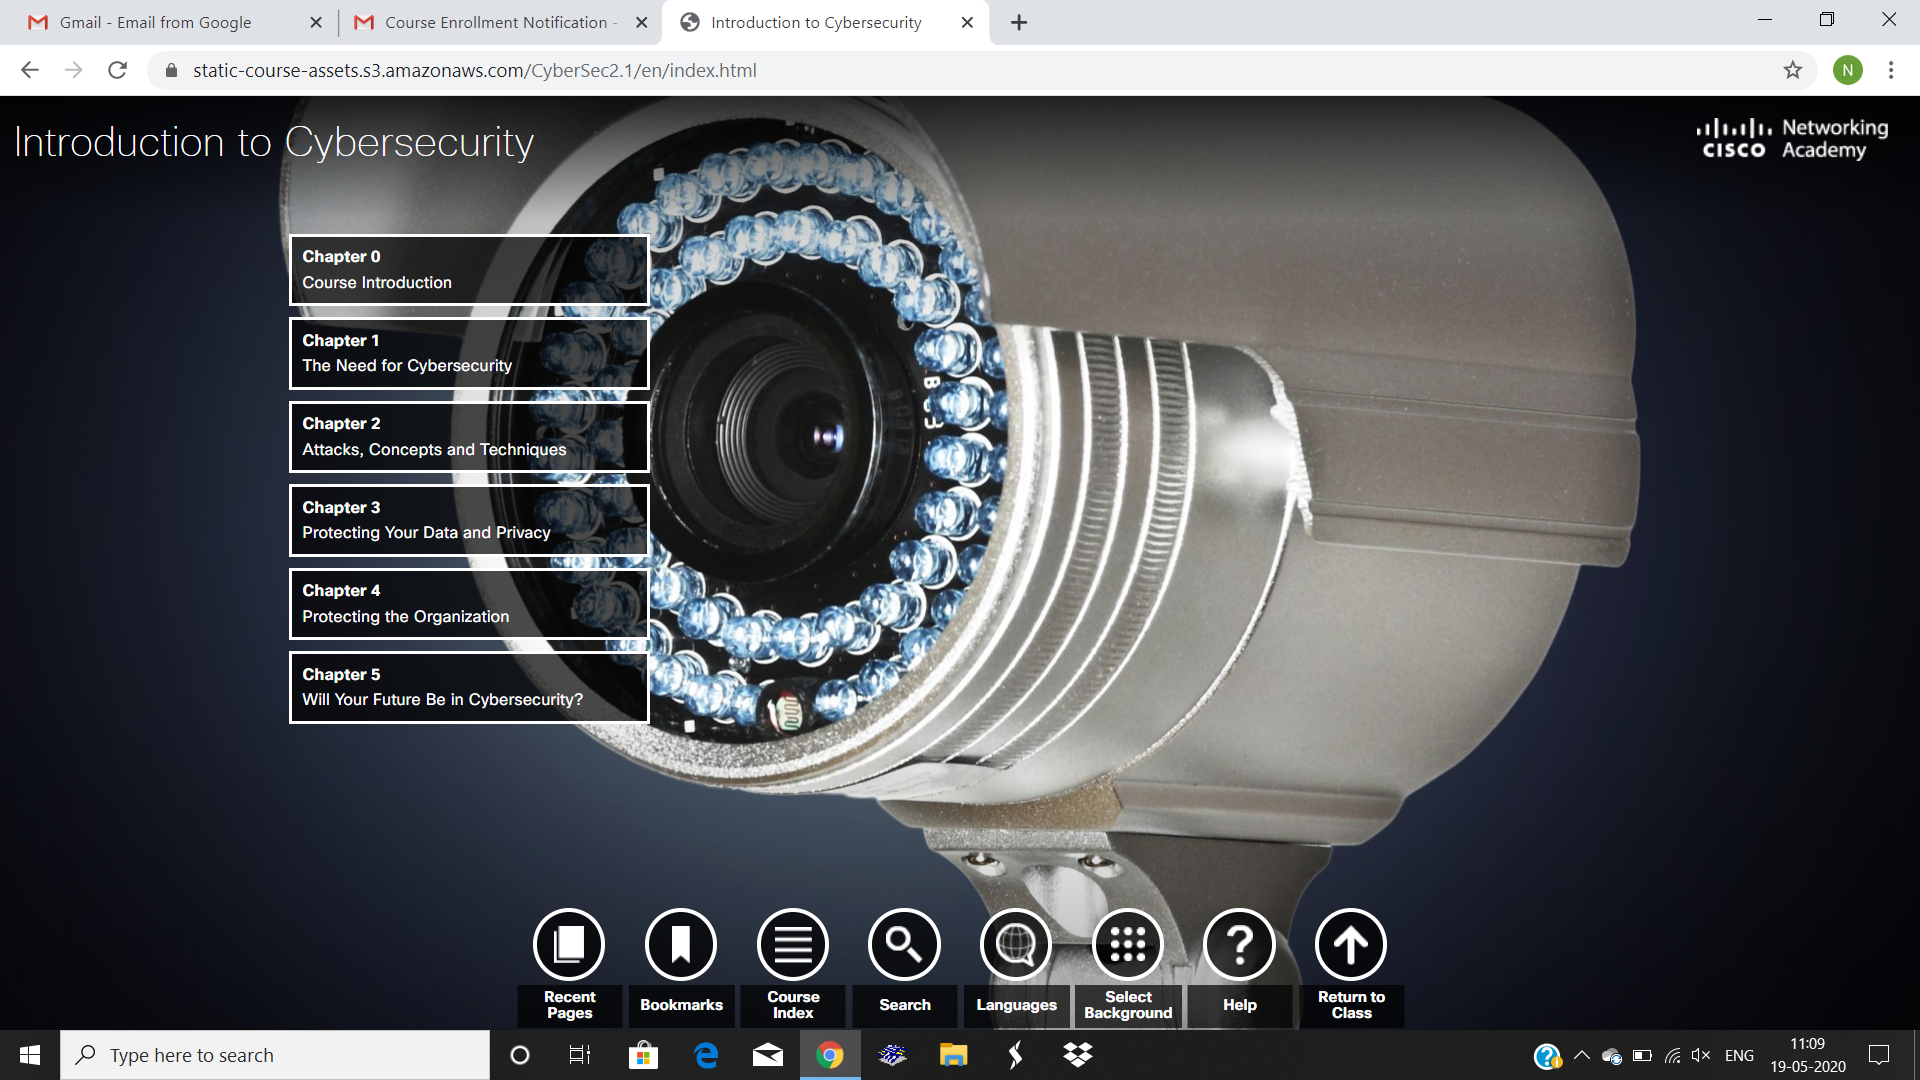 Gmail - Email from Google
Course Enrollment Notification -
Introduction to Cybersecurity
static-course-assets.s3.amazonaws.com/CyberSec2.1/en/index.html
N
Introduction to Cybersecurity
CISCO
Networking
Academy
Chapter 0
Course Introduction
Chapter 1
The Need for Cybersecurity
Chapter 2
Attacks, Concepts and Techniques
Chapter 3
Protecting Your Data and Privacy
Chapter 4
Protecting the Organization
Chapter 5
Will Your Future Be in Cybersecurity?
Recent
Pages
Bookmarks
Course
Index
Search
Languages
Select
Background
Help
Return to
Class
Type here to search
ENG
11:09
19-05-2020